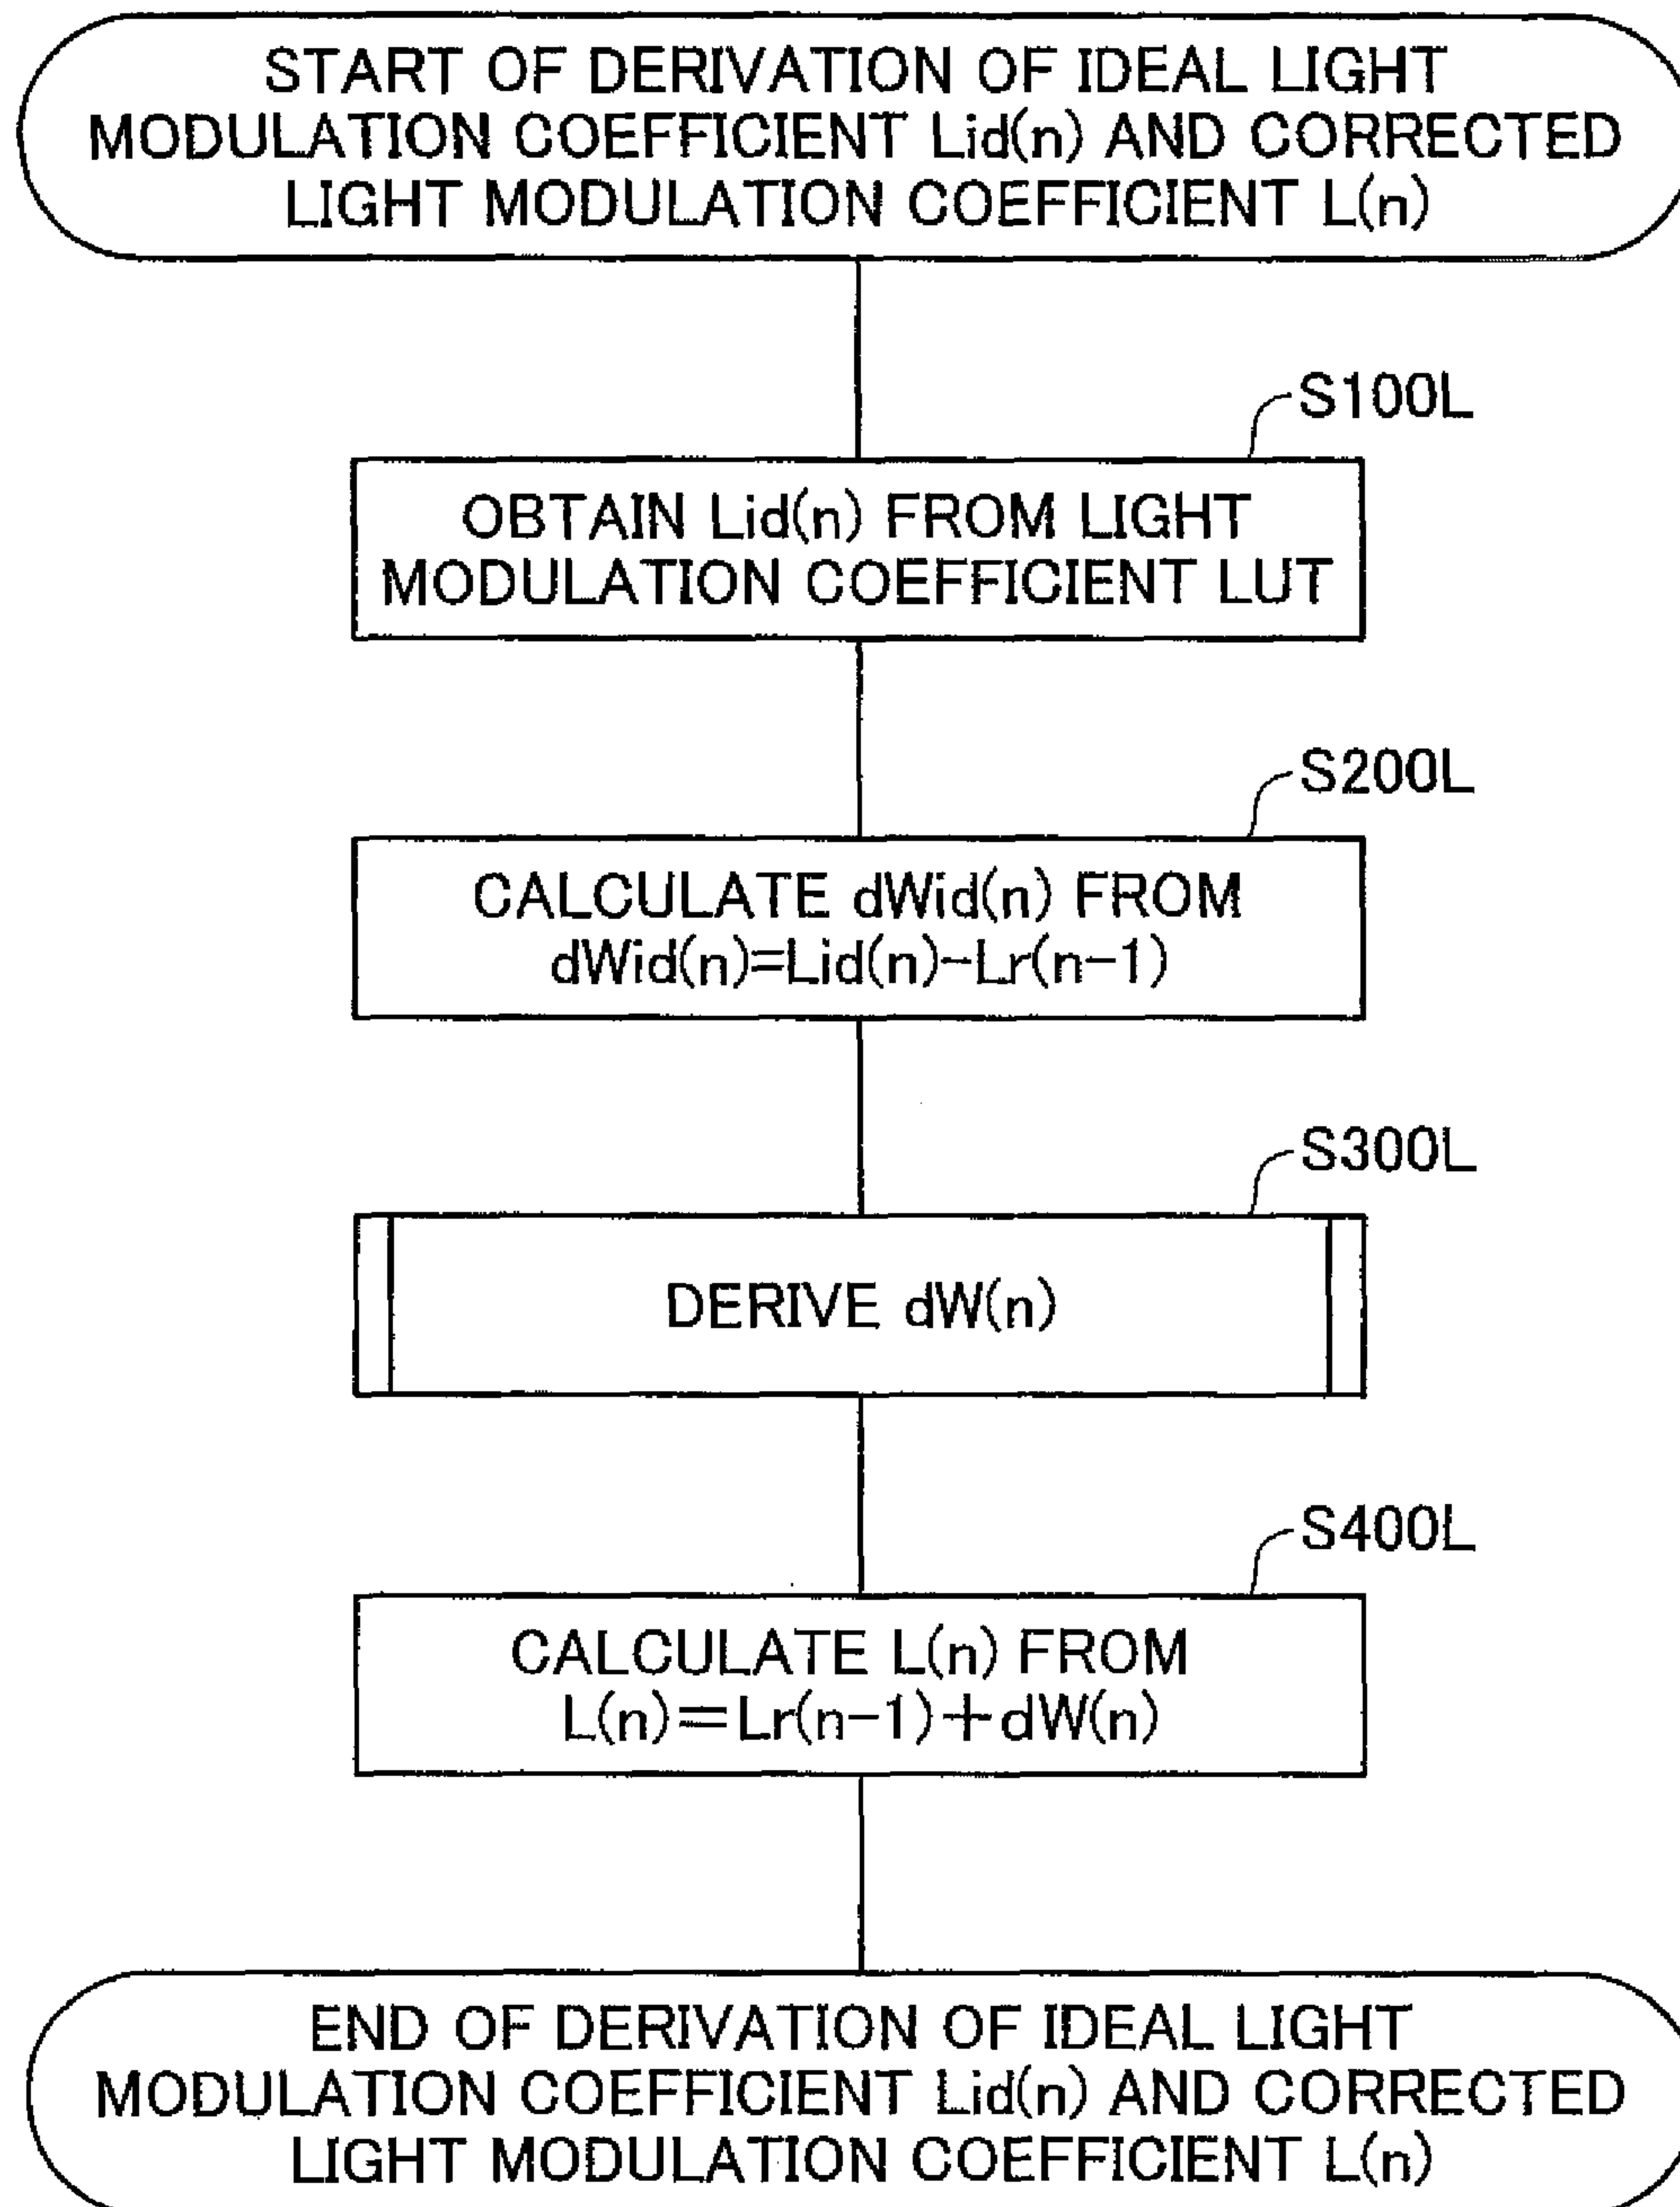 START OF DERIVATION OF IDEAL LIGHT
MODULATION COEFFICIENT Lid(n) AND CORRECTED
LIGHT MODULATION COEFFICIENT L(n)
S100L
OBTAIN Lid(n) FROM LIGHT
MODULATION COEFFICIENT LUT
S200L
CALCULATE dWid(n) FROM
dWid(n)=Lid(n)-Lr(n-1)
S300L
DERIVE dW(n)
S400L
CALCULATE L(n) FROM
L(n)=Lr(n-1)+dW(n)
END OF DERIVATION OF IDEAL LIGHT
MODULATION COEFFICIENT Lid(n) AND CORRECTED
LIGHT MODULATION COEFFICIENT L(n)